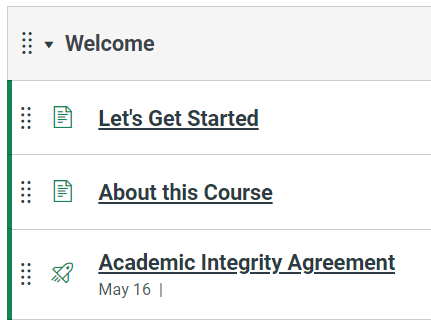 Welcome
Let's Get Started
About this Course
Academic Integrity Agreement
May 16 |